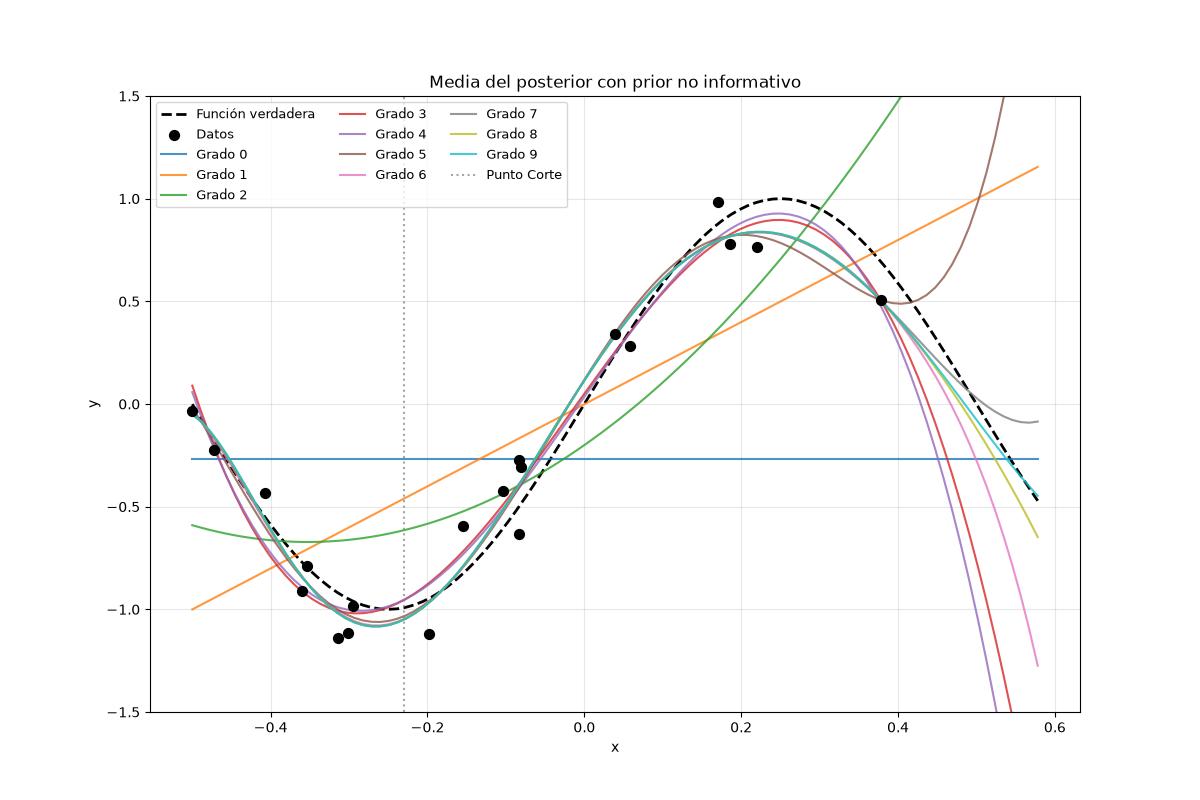 Media del posterior con prior no informativo
Función verdadera
Datos
Grado 0
Grado 1
Grado 2
Grado 3
Grado 4
Grado 5
Grado 6
Grado 7
Grado 8
Grado 9
Punto Corte
y
1.5
1.0
0.5
0.0
−0.5
−1.0
−1.5
−0.4 −0.2 0.0 0.2 0.4 0.6
x